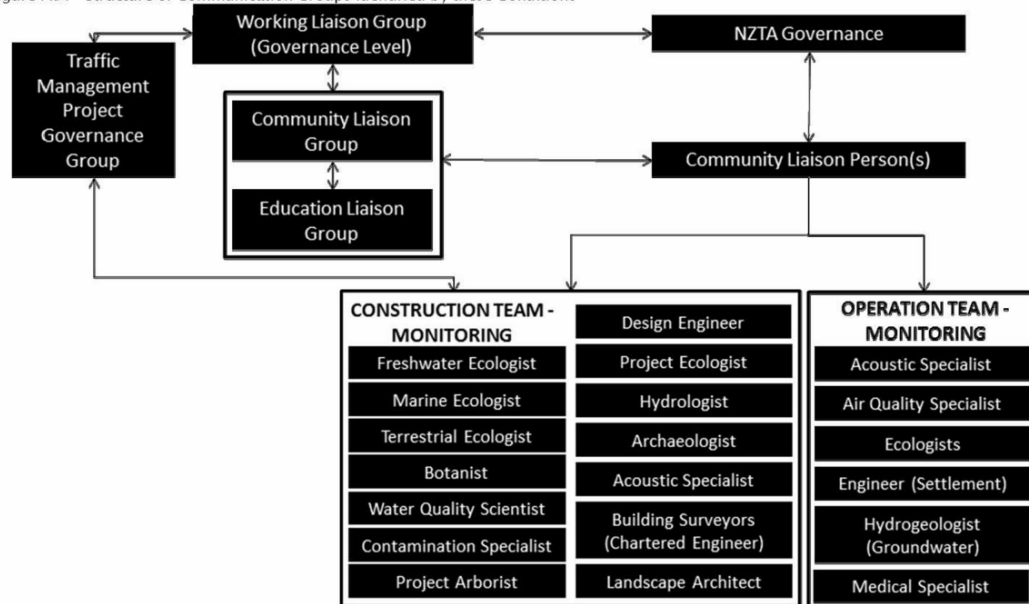 Working Liaison Group
(Governance Level)
NZTA Governance
Traffic
Management
Project
Governance
Group
Community Liaison
Group
Community Liaison Person(s)
Education Liaison
Group
CONSTRUCTION TEAM -
MONITORING
Freshwater Ecologist
Marine Ecologist
Terrestrial Ecologist
Botanist
Water Quality Scientist
Contamination Specialist
Project Arborist
Design Engineer
Project Ecologist
Hydrologist
Archaeologist
Acoustic Specialist
Building Surveyors
(Chartered Engineer)
Landscape Architect
OPERATION TEAM -
MONITORING
Acoustic Specialist
Air Quality Specialist
Ecologists
Engineer (Settlement)
Hydrogeologist
(Groundwater)
Medical Specialist